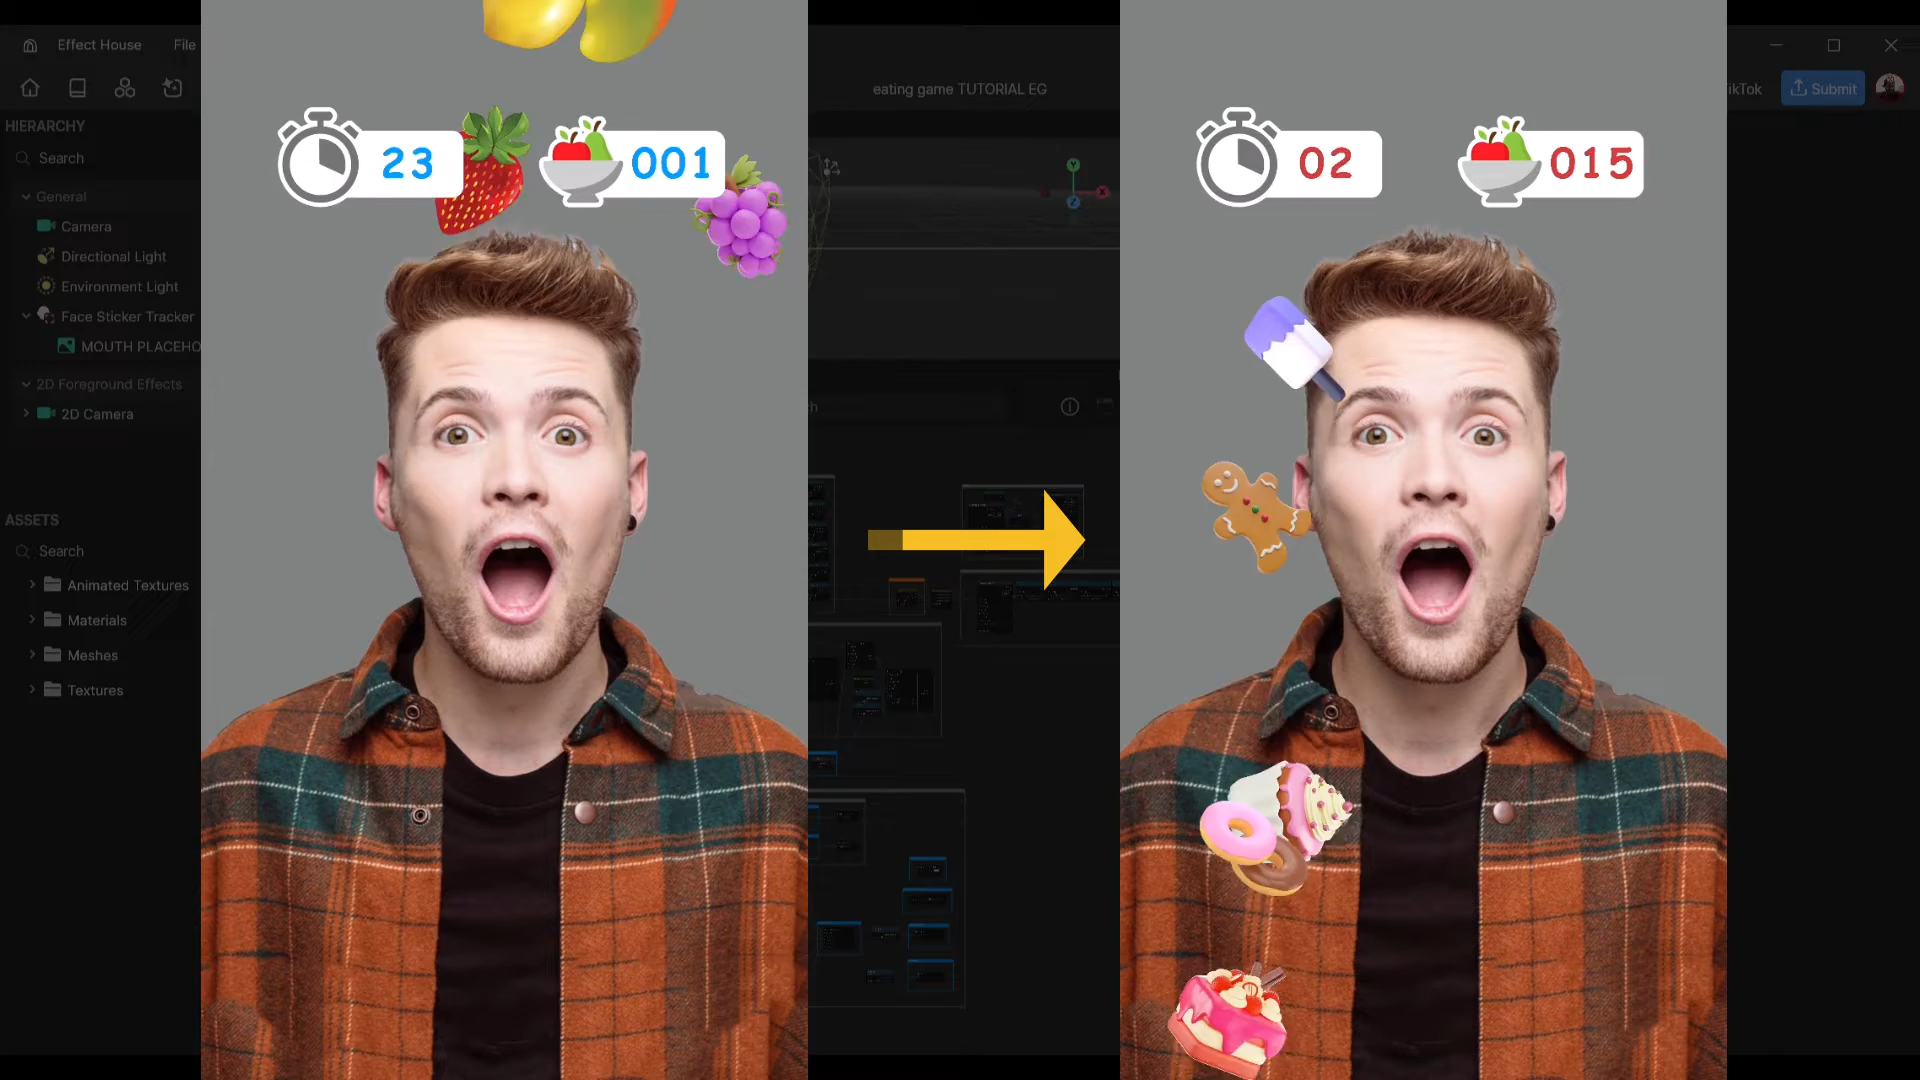 Effect House File
eating game TUTORIAL EG
ikTok
Submit
HIERARCHY
Search
General
Camera
Directional Light
Environment Light
Face Sticker Tracker
MOUTH PLACEHO
2D Foreground Effects
2D Camera
ASSETS
Search
Animated Textures
Materials
Meshes
Textures
23
001
02
015